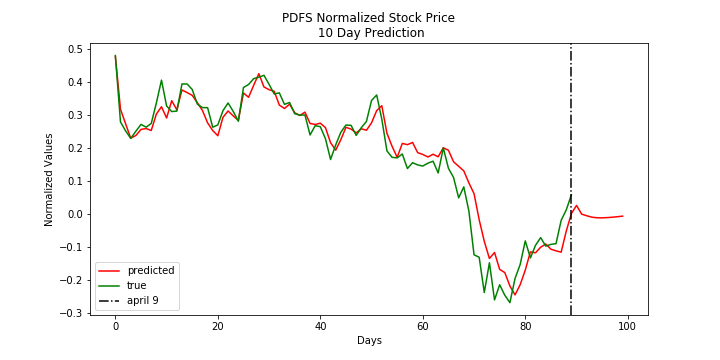 PDFS Normalized Stock Price
10 Day Prediction
Normalized Values
0.5
0.4
0.3
0.2
0.1
0.0
−0.1
−0.2
−0.3
predicted
true
april 9
0
20
40
60
80
100
Days